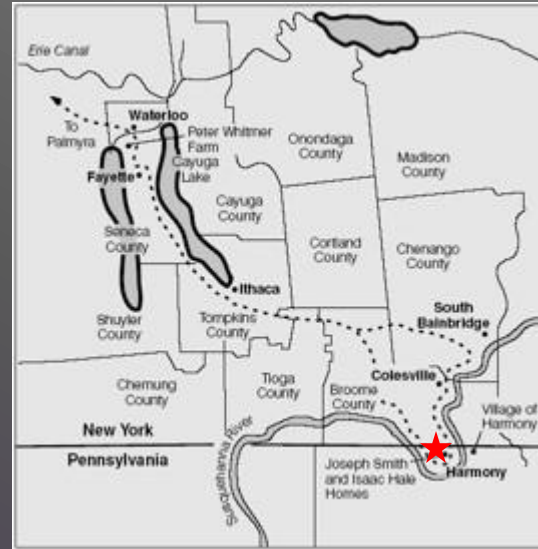 Erie Canal
To
Palmyra
Waterloo
Peter Whitmer
Farm
Cayuga
Lake
Fayette
Onondaga
County
Madison
County
Cayuga
County
Seneca
County
Cortland
County
Chenango
County
Ithaca
Shuyler
County
Tompkins
County
South
Bainbridge
Chemung
County
Tioga
County
Colesville
Broome
County
Village of
Harmony
New York
Pennsylvania
Susquehanna River
Joseph Smith
and Isaac Hale
Homes
Harmony